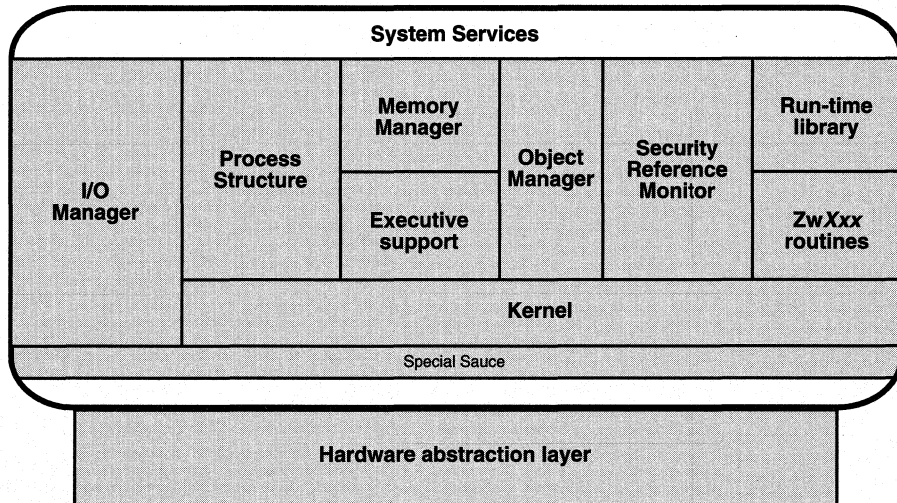 System Services
I/O
Manager
Process
Structure
Memory
Manager
Executive
support
Object
Manager
Security
Reference
Monitor
Run-time
library
ZwXxx
routines
Kernel
Special Sauce
Hardware abstraction layer